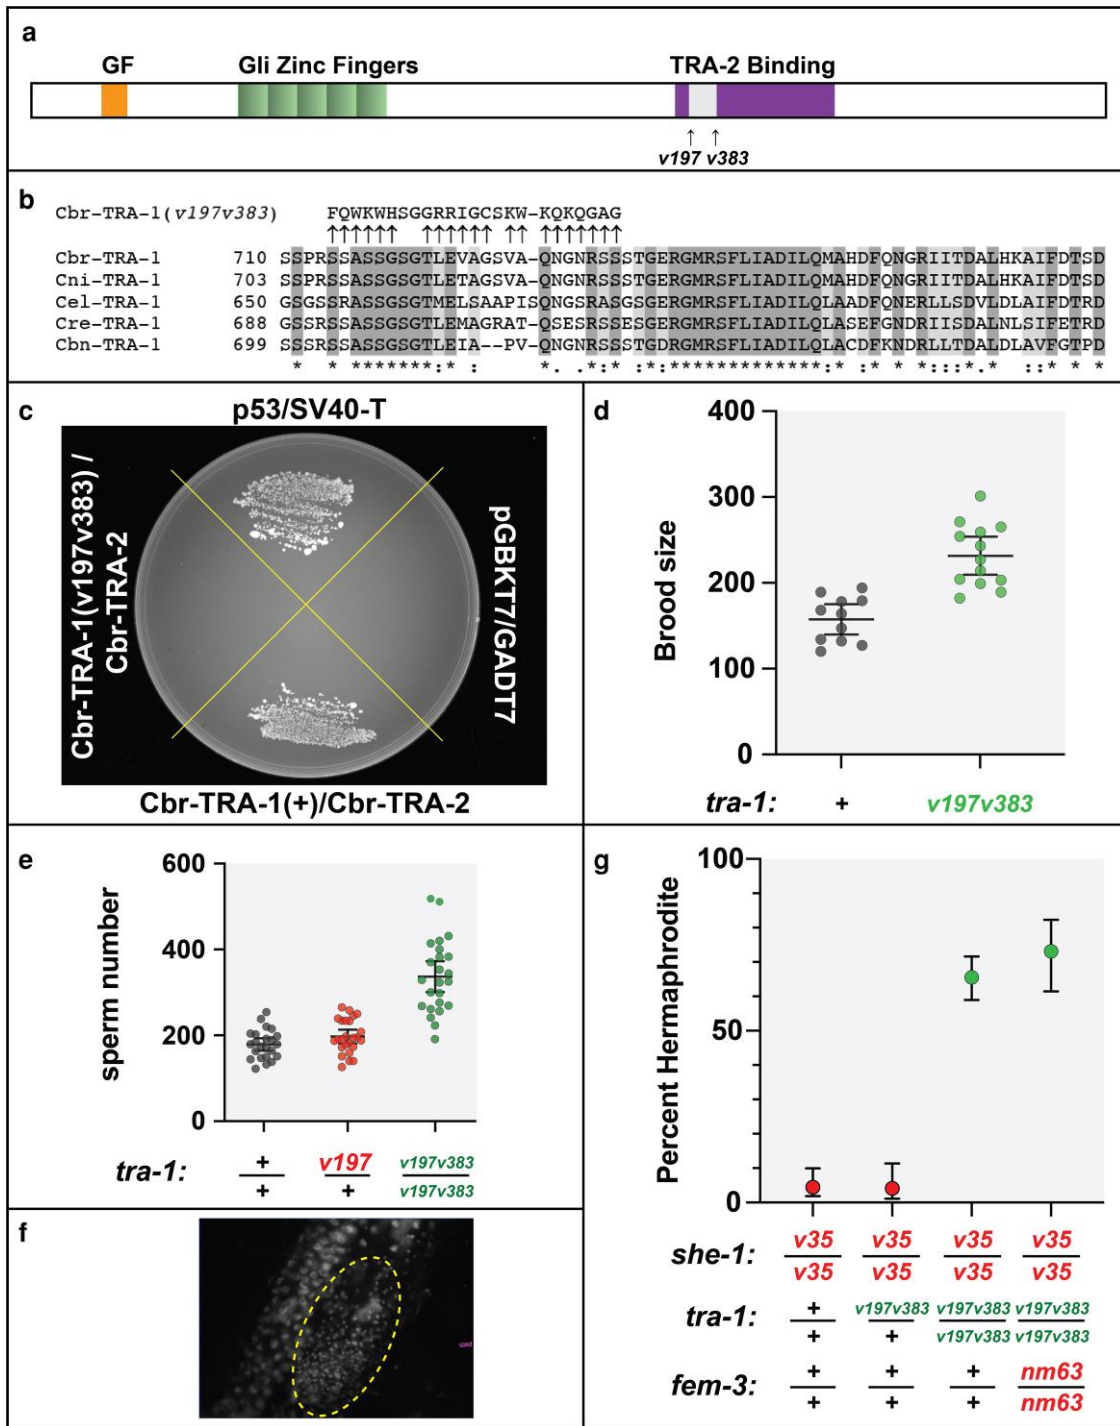 a
GF Gli Zinc Fingers TRA-2 Binding
↑ ↑
v197 v383
b
Cbr-TRA-1(v197v383) FQWKWHSGGRRIGCSKW-KQKQGAG
Cbr-TRA-1 710 SSPRSSASSGSGTLEVAGSVA-QNGNRSSSTGERGMRSFLIADILQMAHDFQNGRIITDALHKAIFDTSD
Cni-TRA-1 703 SSPRSSASSGSGTLETAGSVA-QNGNRSSSTGERGMRSFLIADILQMAHDFQNGRIITDALHKAIFDTSD
Cel-TRA-1 650 GSGSSRASSGSGTMELSAAPISQNGSRASGSGERGMRSFLIADILQLAADFQNERLLSDVLDLAIFDTRD
Cre-TRA-1 688 GSSRSSASSGSGTLEMAGRAT-QSESRSSESGERGMRSFLIADILQLASEFGNDRIISDALNLSIFETRD
Cbn-TRA-1 699 SSSRSSASSGSGTLEIA--PV-QNGNRSSSTGDRGMRSFLIADILQLACDFKNDRLLTDALDLAVFGTPD
c
p53/SV40-T
Cbr-TRA-1(v197v383) /
Cbr-TRA-2
pGBKT7/GADT7
Cbr-TRA-1(+)/Cbr-TRA-2
d
Brood size
400
300
200
100
0
tra-1: + v197v383
e
sperm number
600
400
200
0
tra-1: + v197 v197v383
+ + v197v383
f
path
g
Percent Hermaphrodite
100
50
0
she-1: v35 v35 v35 v35
v35 v35 v35 v35
tra-1: + v197v383 v197v383 v197v383
+ + v197v383 v197v383
fem-3: + + + nm63
+ + + nm63